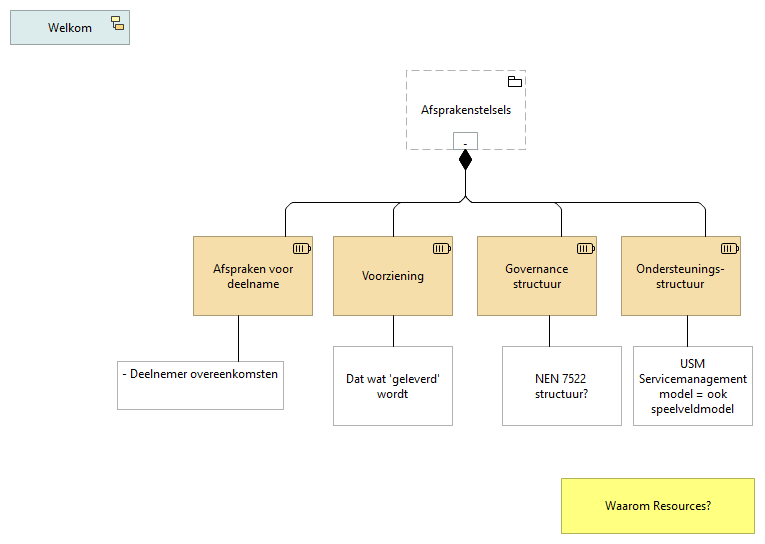 Welkom
Afsprakenstelsels
-
Afspraken voor
deelname
Voorziening
Governance
structuur
Ondersteunings-
structuur
- Deelnemer overeenkomsten
Dat wat 'geleverd'
wordt
NEN 7522
structuur?
USM
Servicemanagement
model = ook
speelveldmodel
Waarom Resources?